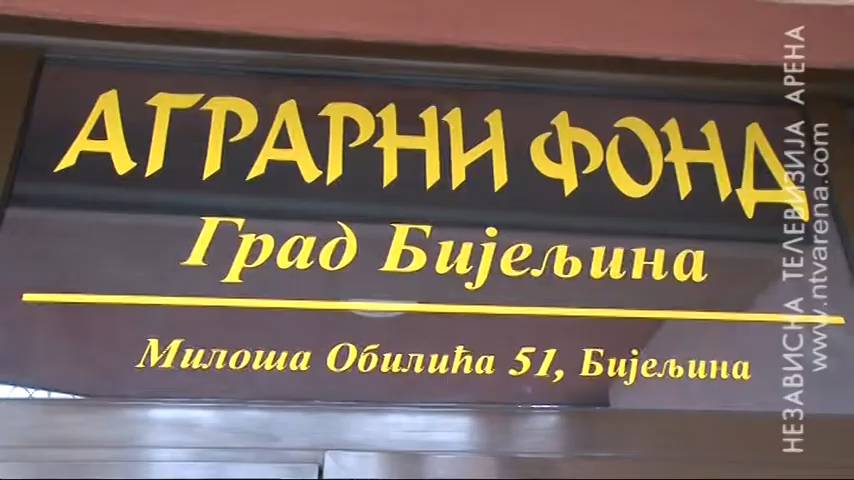 АГРАРНИ ФОНД
Град Бијељина
Милоша Обилића 51, Бијељина
НЕЗАВИСНА ТЕЛЕВИЗИЈА АРЕНА
www.ntvarena.com